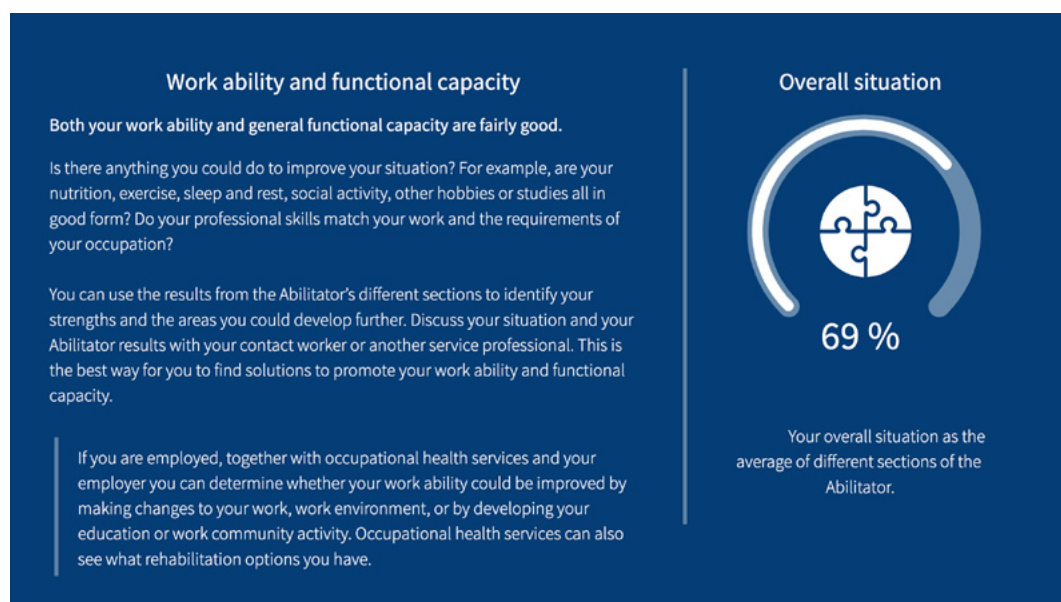 Work ability and functional capacity
Both your work ability and general functional capacity are fairly good.
Is there anything you could do to improve your situation? For example, are your
nutrition, exercise, sleep and rest, social activity, other hobbies or studies all in
good form? Do your professional skills match your work and the requirements of
your occupation?
You can use the results from the Abilitator's different sections to identify your
strengths and the areas you could develop further. Discuss your situation and your
Abilitator results with your contact worker or another service professional. This is
the best way for you to find solutions to promote your work ability and functional
capacity.
If you are employed, together with occupational health services and your
employer you can determine whether your work ability could be improved by
making changes to your work, work environment, or by developing your
education or work community activity. Occupational health services can also
see what rehabilitation options you have.
Overall situation
69 %
Your overall situation as the
average of different sections of the
Abilitator.